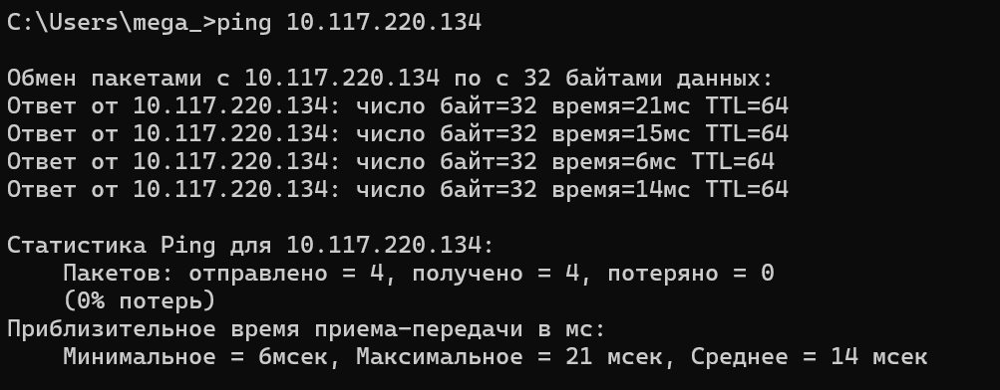 C:\Users\mega_>ping 10.117.220.134
Обмен пакетами с 10.117.220.134 по с 32 байтами данных:
Ответ от 10.117.220.134: число байт=32 время=21мс TTL=64
Ответ от 10.117.220.134: число байт=32 время=15мс TTL=64
Ответ от 10.117.220.134: число байт=32 время=6мс TTL=64
Ответ от 10.117.220.134: число байт=32 время=14мс TTL=64
Статистика Ping для 10.117.220.134:
Пакетов: отправлено = 4, получено = 4, потеряно = 0
(0% потерь)
Приблизительное время приема-передачи в мс:
Минимальное = 6мсек, Максимальное = 21 мсек, Среднее = 14 мсек